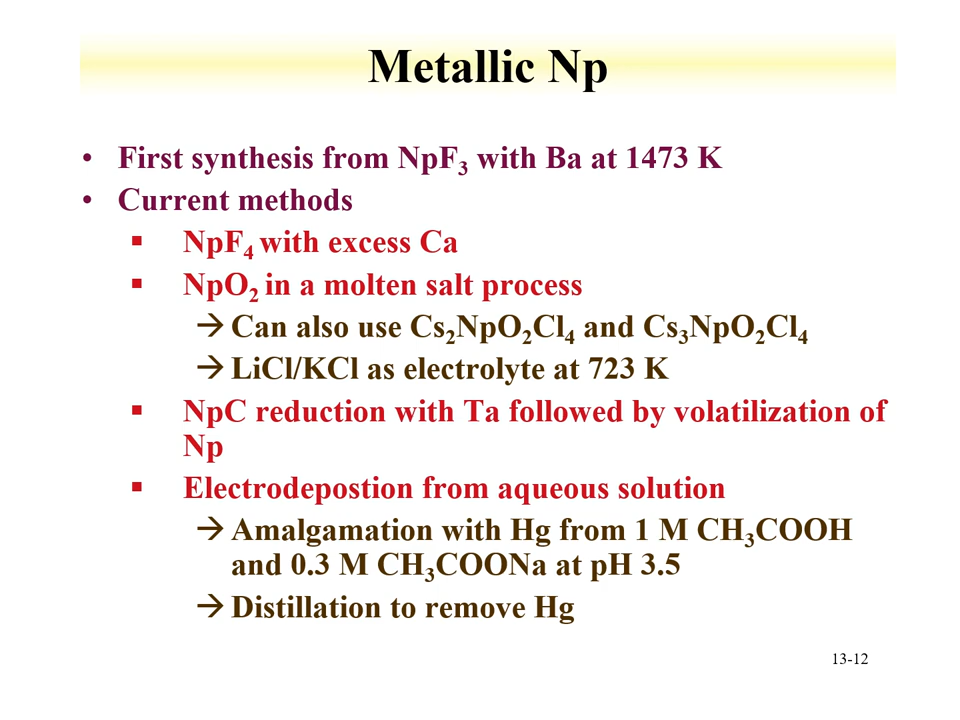 Metallic Np
• First synthesis from NpF₃ with Ba at 1473 K
• Current methods
▪ NpF₄ with excess Ca
▪ NpO₂ in a molten salt process
→ Can also use Cs₂NpO₂Cl₄ and Cs₃NpO₂Cl₄
→ LiCl/KCl as electrolyte at 723 K
▪ NpC reduction with Ta followed by volatilization of
Np
▪ Electrodepostion from aqueous solution
→ Amalgamation with Hg from 1 M CH₃COOH
and 0.3 M CH₃COONa at pH 3.5
→ Distillation to remove Hg
13-12